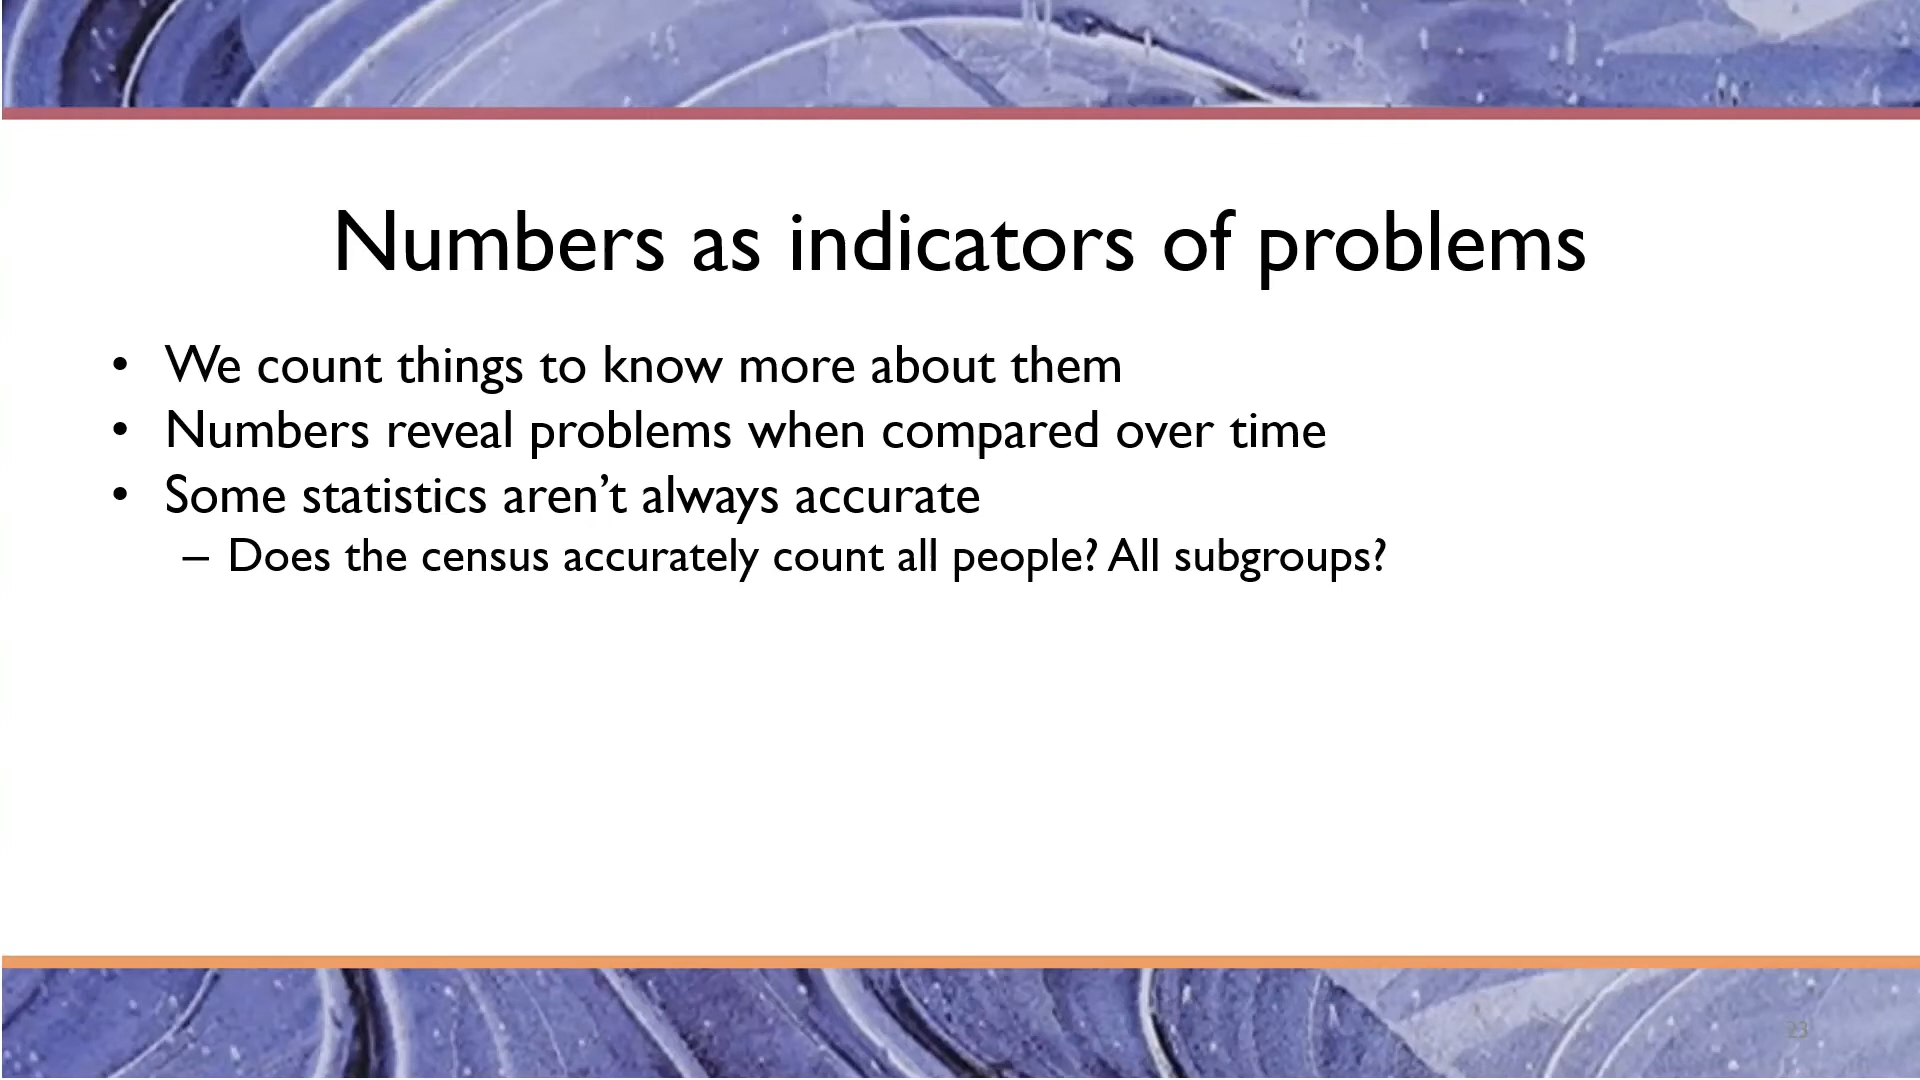 Numbers as indicators of problems
• We count things to know more about them
• Numbers reveal problems when compared over time
• Some statistics aren’t always accurate
– Does the census accurately count all people? All subgroups?
23